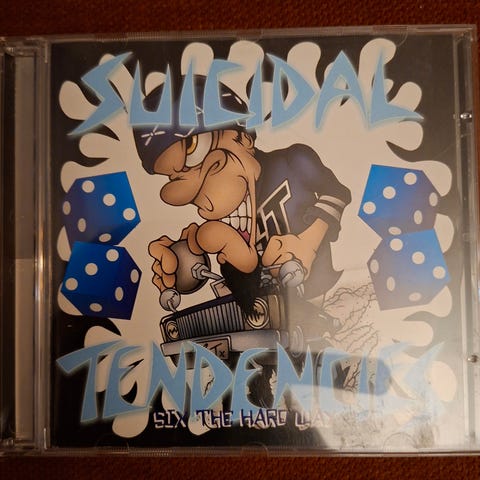 SUICIDAL
TENDENCIES
SIX THE HARD WAY